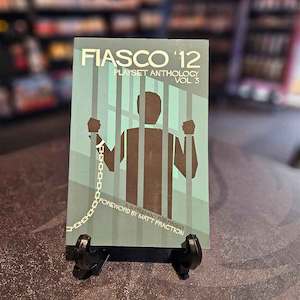 FIASCO '12
PLAYSET ANTHOLOGY
VOL 3
FOREWORD BY MATT FRACTION